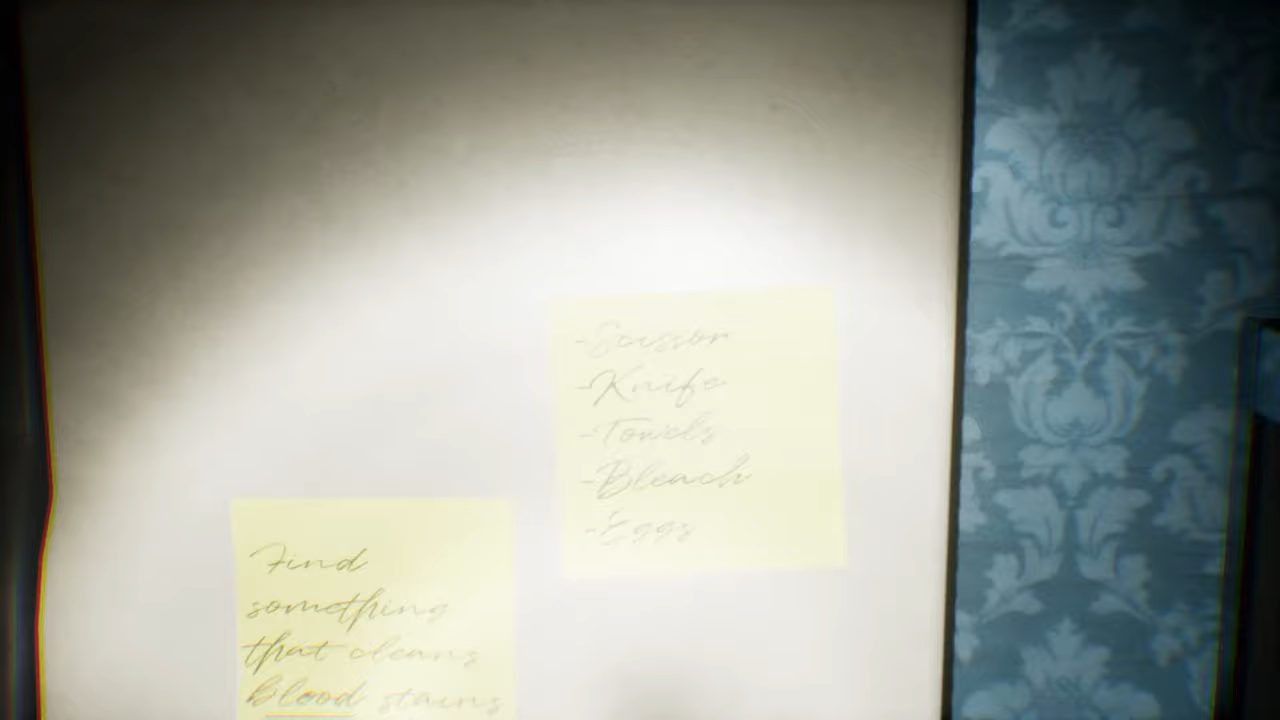 -Scissor
-Knife
-Towels
-Bleach
-Eggs
Find
something
that cleans
blood stains